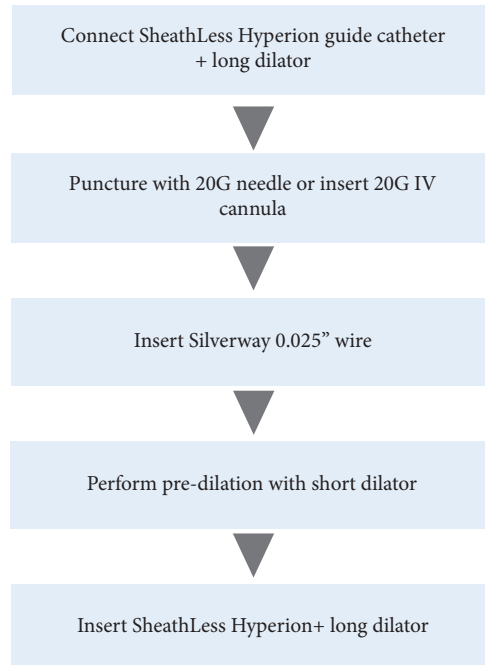 Connect SheathLess Hyperion guide catheter
+ long dilator
Puncture with 20G needle or insert 20G IV
cannula
Insert Silverway 0.025” wire
Perform pre-dilation with short dilator
Insert SheathLess Hyperion+ long dilator